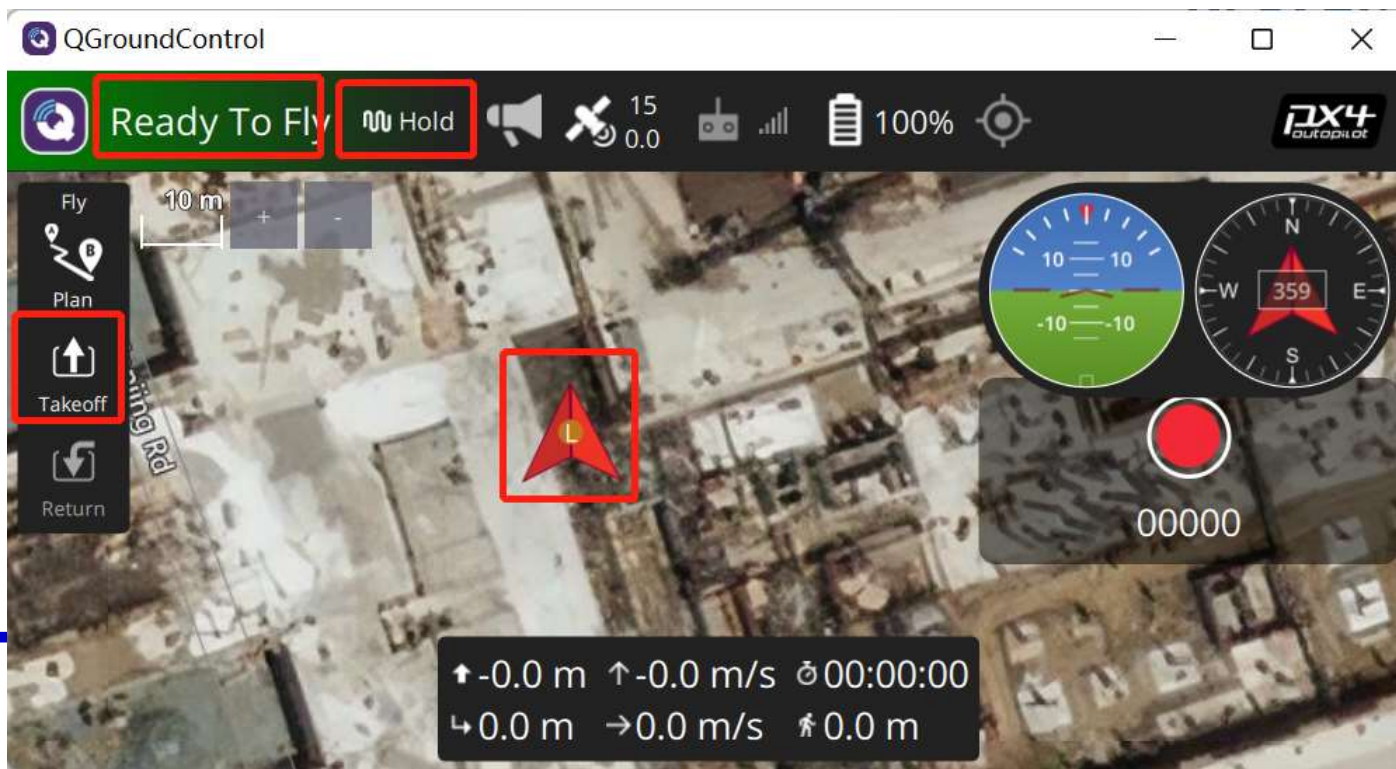 QGroundControl
Ready To Fly
Hold
15
0.0
100%
PX4
autopilot
Fly
Plan
Takeoff
Return
10 m
+
-
Rd
10 10
-10 -10
N
W 359 E
S
00000
-0.0 m -0.0 m/s 00:00:00
0.0 m 0.0 m/s 0.0 m
A
B
L